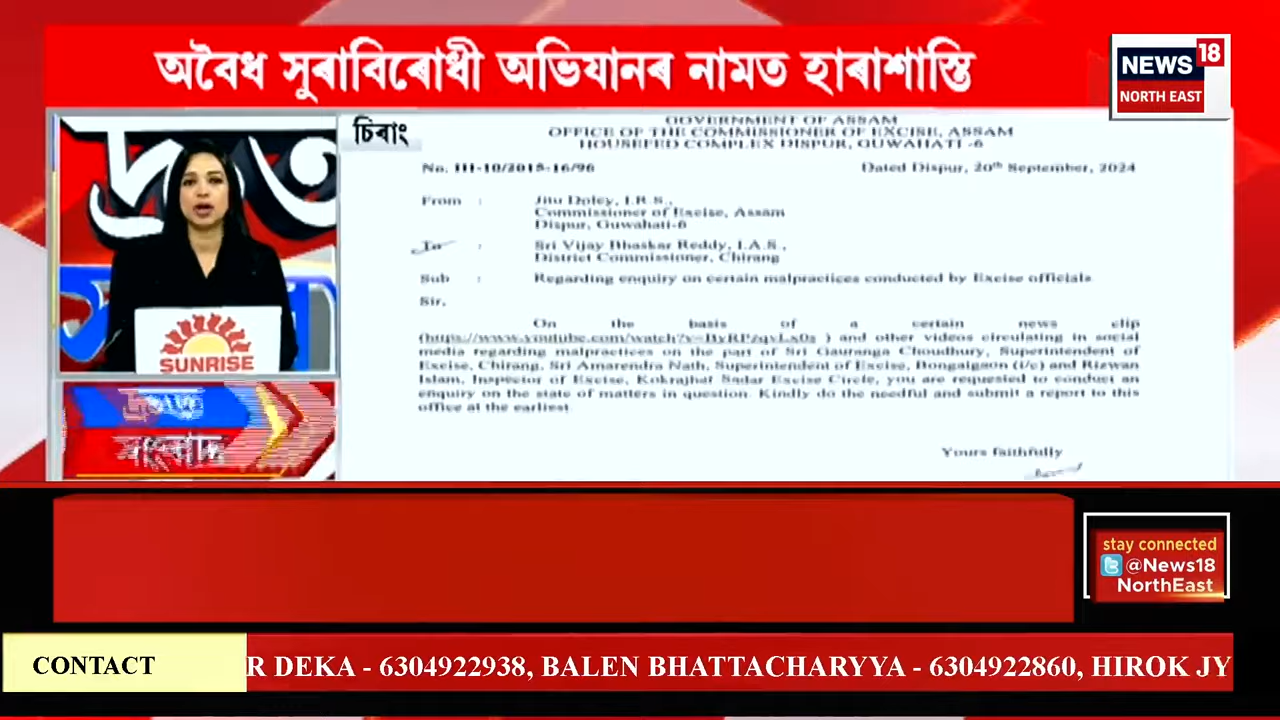 অবৈধ সুৰাবিৰোধী অভিযানৰ নামত হাৰাশাস্তি
NEWS 18
NORTH EAST
দ্ৰুত
SUNRISE
দ্ৰুত
সংবাদ
চিৰাং
GOVERNMENT OF ASSAM
OFFICE OF THE COMMISSIONER OF EXCISE, ASSAM
HOUSEFED COMPLEX DISPUR, GUWAHATI -6
No. III-10/2015-16/96 Dated Dispur, 20th September, 2024
From : Jitu Doley, I.R.S.,
Commissioner of Excise, Assam
Dispur, Guwahati-6
To : Sri Vijay Bhaskar Reddy, I.A.S.,
District Commissioner, Chirang
Sub : Regarding enquiry on certain malpractices conducted by Excise officials
Sir,
On the basis of a certain news clip
) and other videos circulating in social
media regarding malpractices on the part of Sri Gauranga Choudhury, Superintendent of
Excise, Chirang, Sri Amarendra Nath, Superintendent of Excise, Bongaigaon (i/c) and Rizwan
Islam, Inspector of Excise, Kokrajhar Sadar Excise Circle, you are requested to conduct an
enquiry on the state of matters in question. Kindly do the needful and submit a report to this
office at the earliest
Yours faithfully
stay connected
@News18
NorthEast
CONTACT R DEKA - 6304922938, BALEN BHATTACHARYYA - 6304922860, HIROK JY